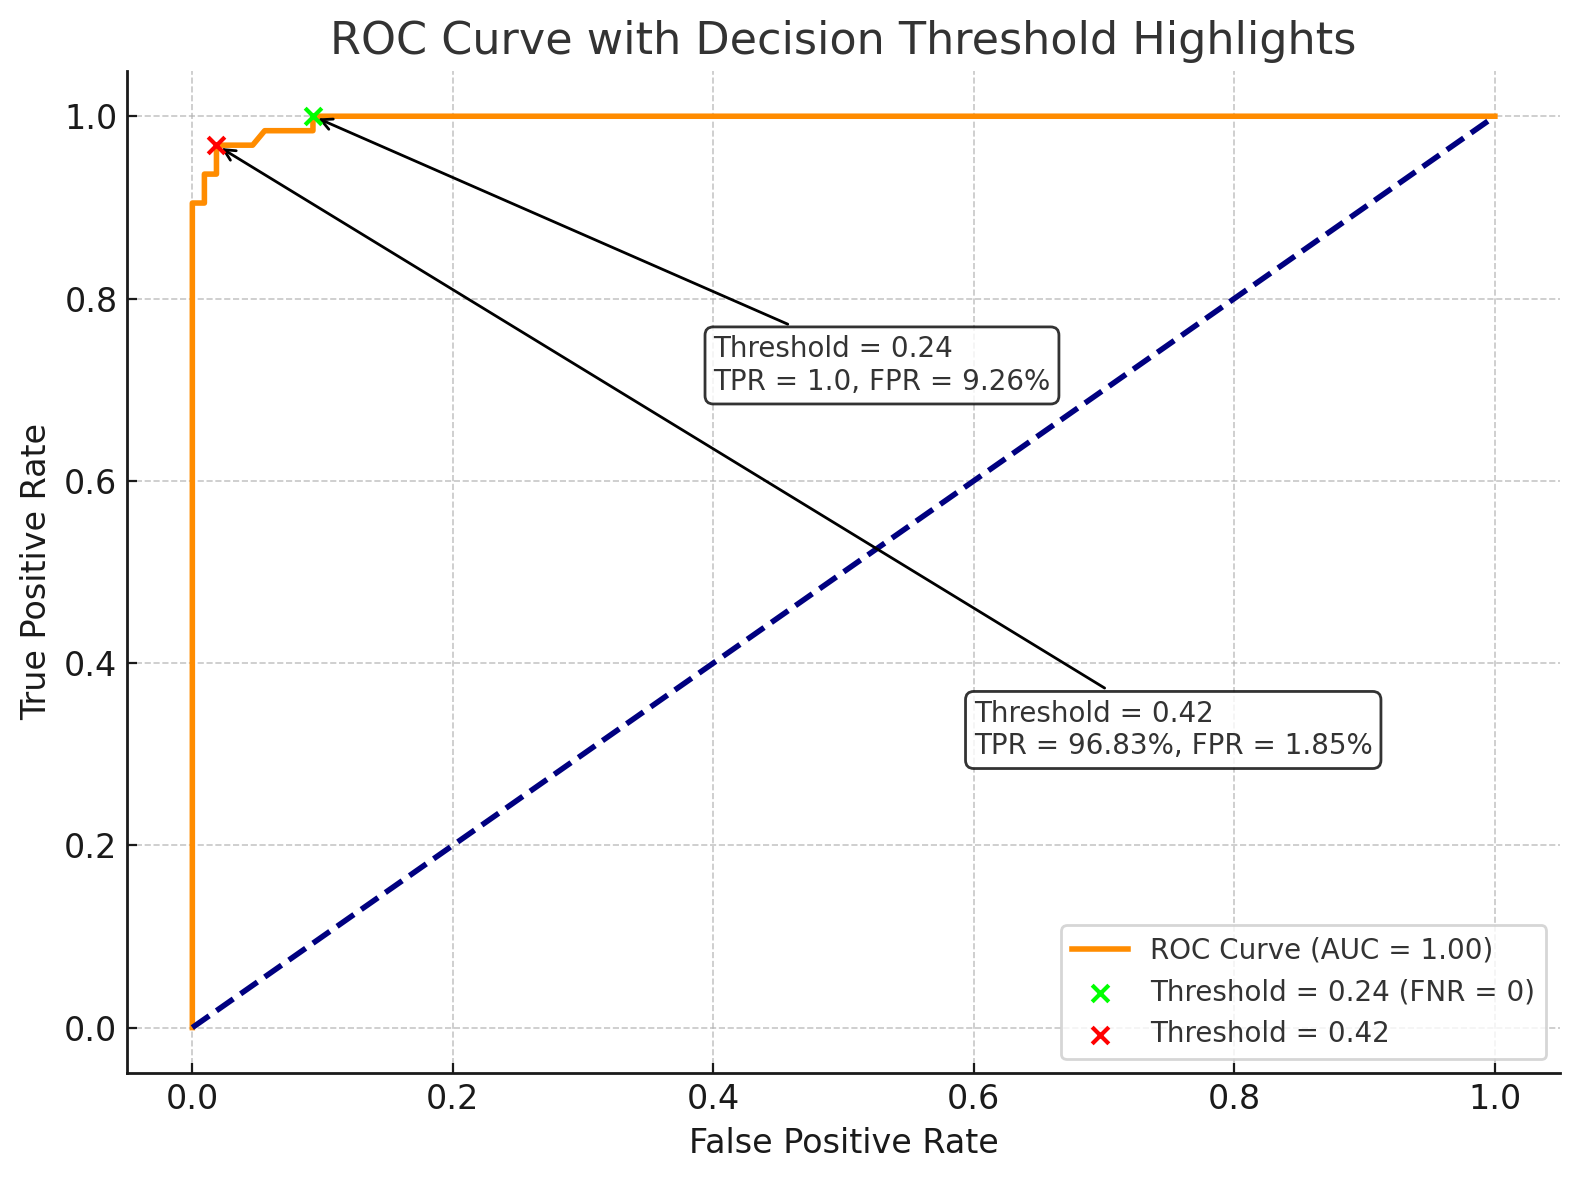 ROC Curve with Decision Threshold Highlights
True Positive Rate
1.0
0.8
0.6
0.4
0.2
0.0
Threshold = 0.24
TPR = 1.0, FPR = 9.26%
Threshold = 0.42
TPR = 96.83%, FPR = 1.85%
ROC Curve (AUC = 1.00)
Threshold = 0.24 (FNR = 0)
Threshold = 0.42
0.0 0.2 0.4 0.6 0.8 1.0
False Positive Rate